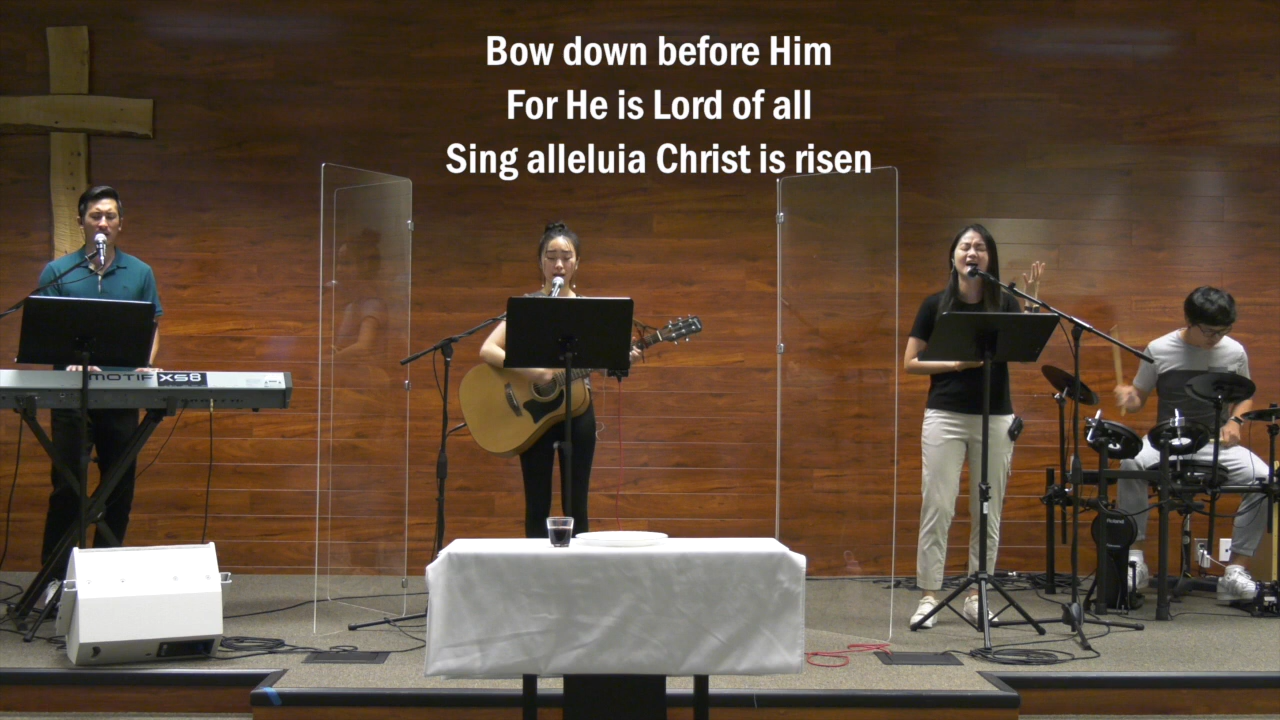 Bow down before Him
For He is Lord of all
Sing alleluia Christ is risen
MOTIF XS8
Roland